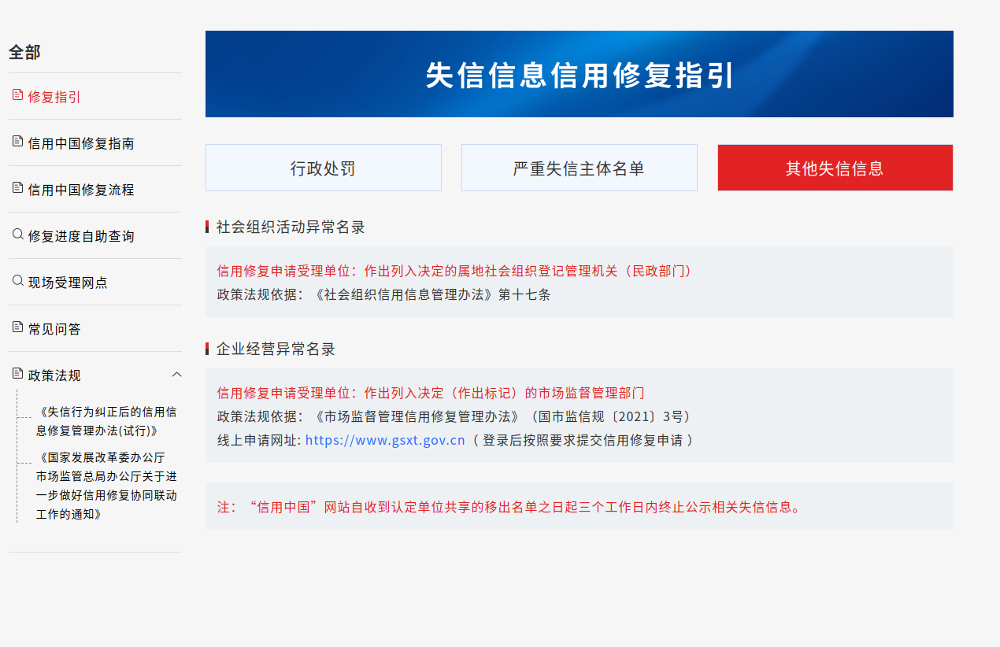 全部
修复指引
信用中国修复指南
信用中国修复流程
修复进度自助查询
现场受理网点
常见问答
政策法规
《失信行为纠正后的信用信
息修复管理办法(试行)》
《国家发展改革委办公厅
市场监管总局办公厅关于进
一步做好信用修复协同联动
工作的通知》
失信信息信用修复指引
行政处罚
严重失信主体名单
其他失信信息
社会组织活动异常名录
信用修复申请受理单位：作出列入决定的属地社会组织登记管理机关（民政部门）
政策法规依据：《社会组织信用信息管理办法》第十七条
企业经营异常名录
信用修复申请受理单位：作出列入决定（作出标记）的市场监督管理部门
政策法规依据：《市场监督管理信用修复管理办法》（国市监信规〔2021〕3号）
线上申请网址: https://www.gsxt.gov.cn（ 登录后按照要求提交信用修复申请 ）
注：“信用中国”网站自收到认定单位共享的移出名单之日起三个工作日内终止公示相关失信信息。